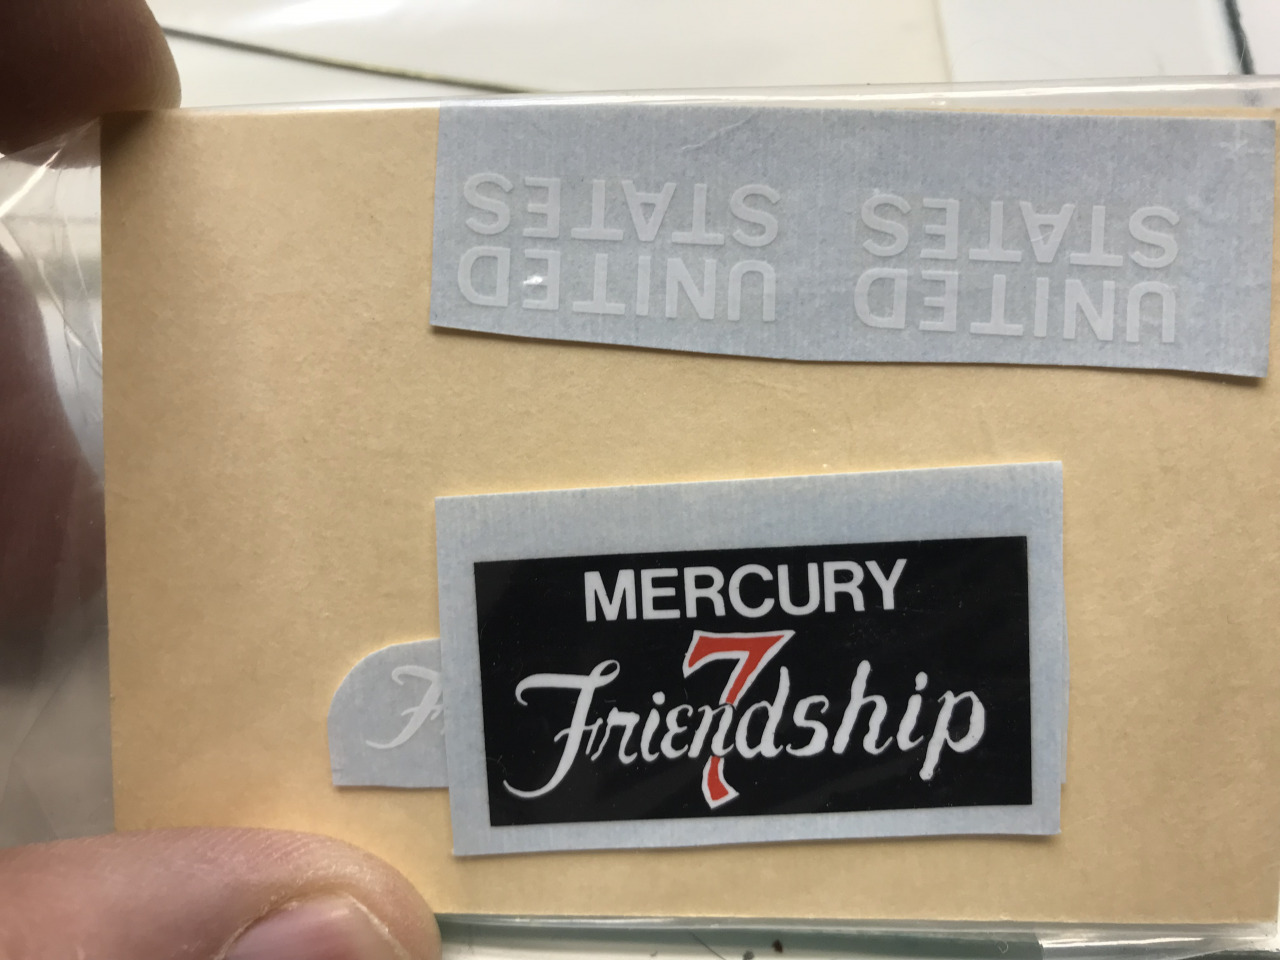 UNITED UNITED
STATES STATES
MERCURY
7
Friendship
F